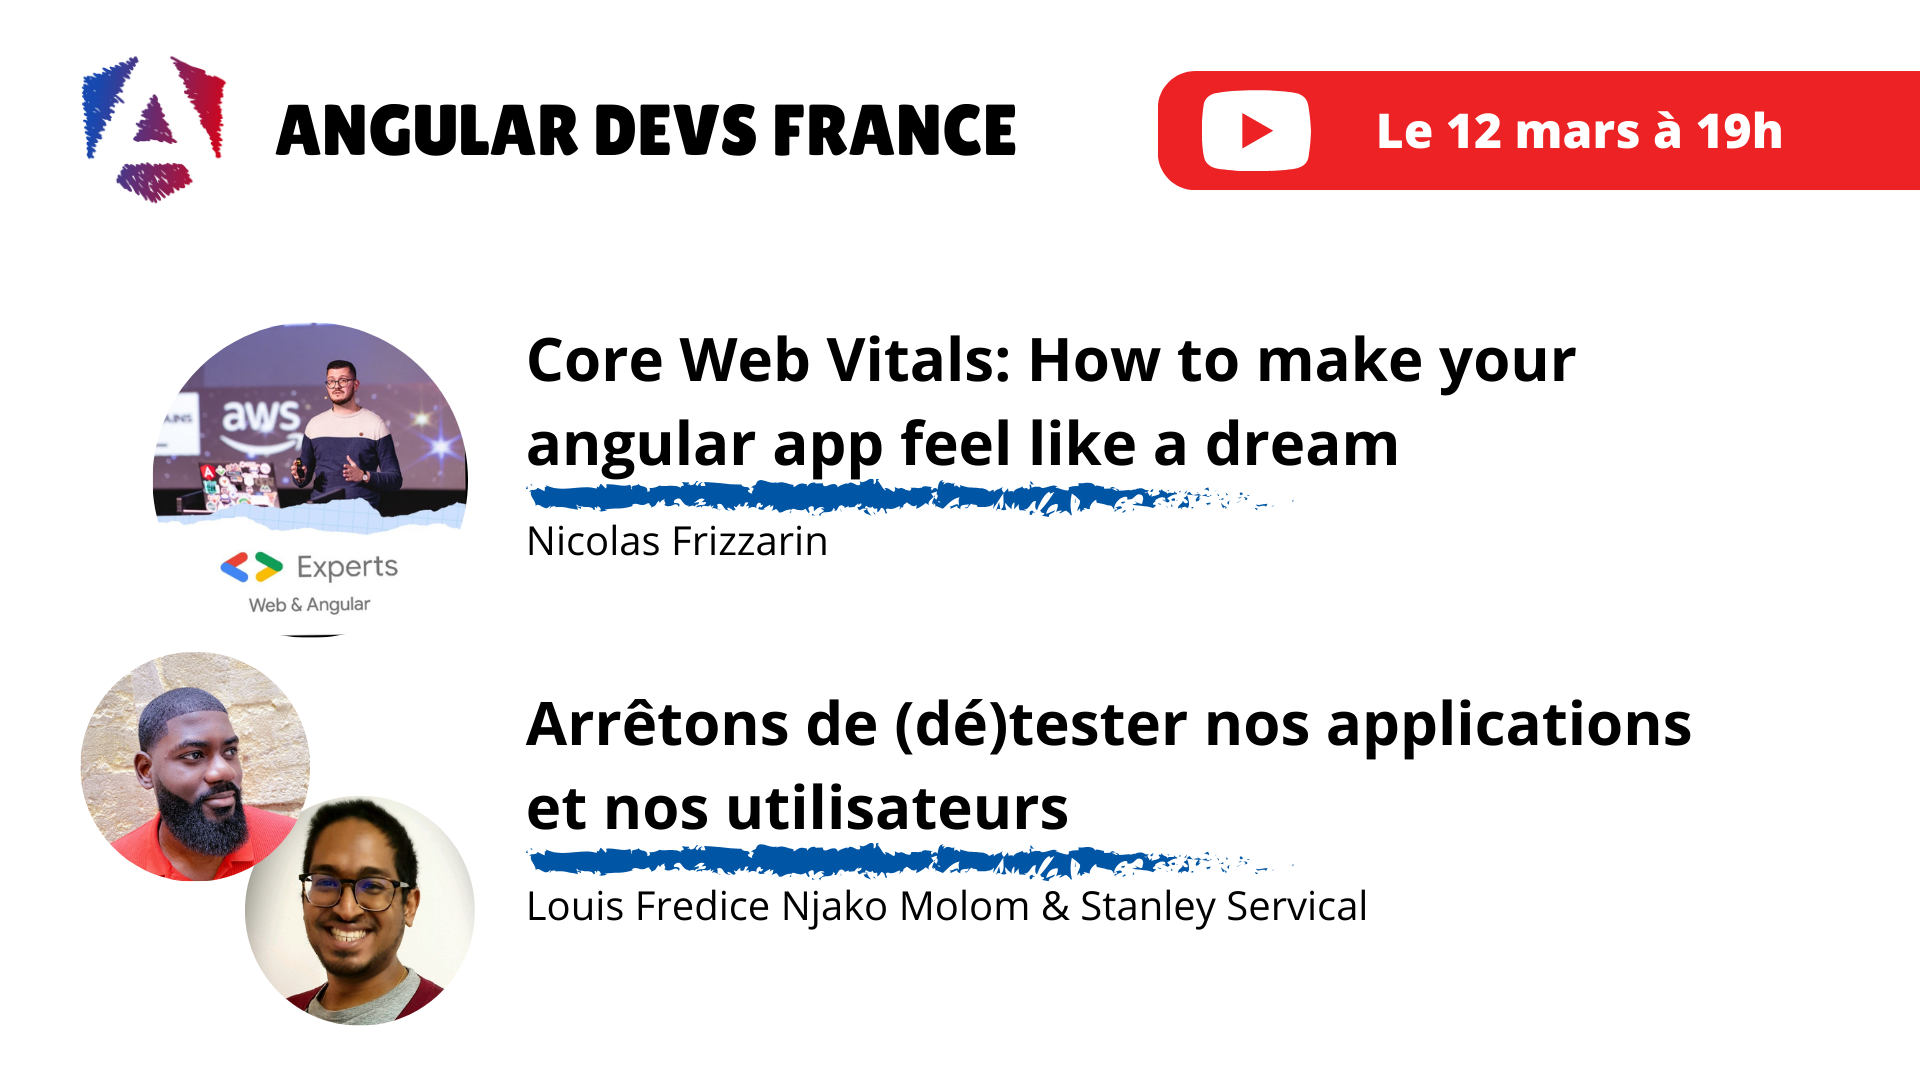 ANGULAR DEVS FRANCE
Le 12 mars à 19h
aws
Experts
Web & Angular
Core Web Vitals: How to make your
angular app feel like a dream
Nicolas Frizzarin
Arrêtons de (dé)tester nos applications
et nos utilisateurs
Louis Fredice Njako Molom & Stanley Servical